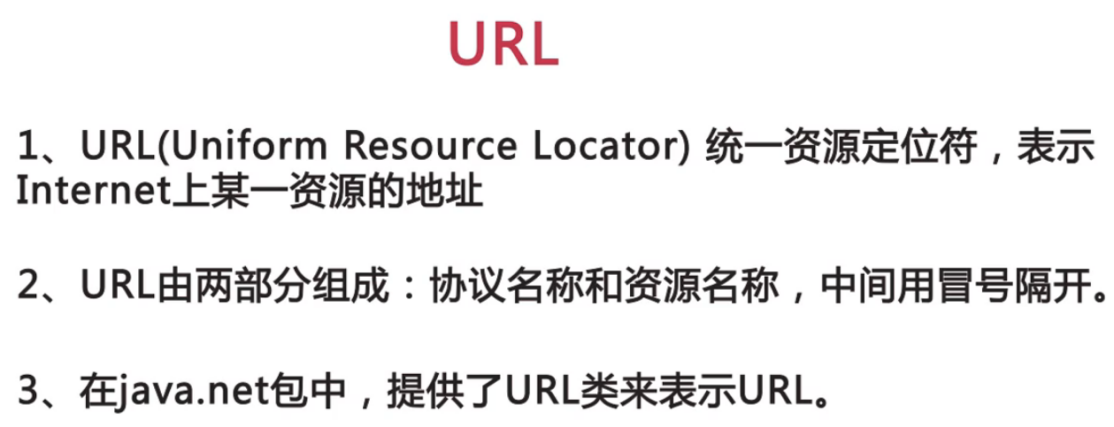 URL
1、URL(Uniform Resource Locator) 统一资源定位符，表示
Internet上某一资源的地址
2、URL由两部分组成：协议名称和资源名称，中间用冒号隔开。
3、在java.net包中，提供了URL类来表示URL。